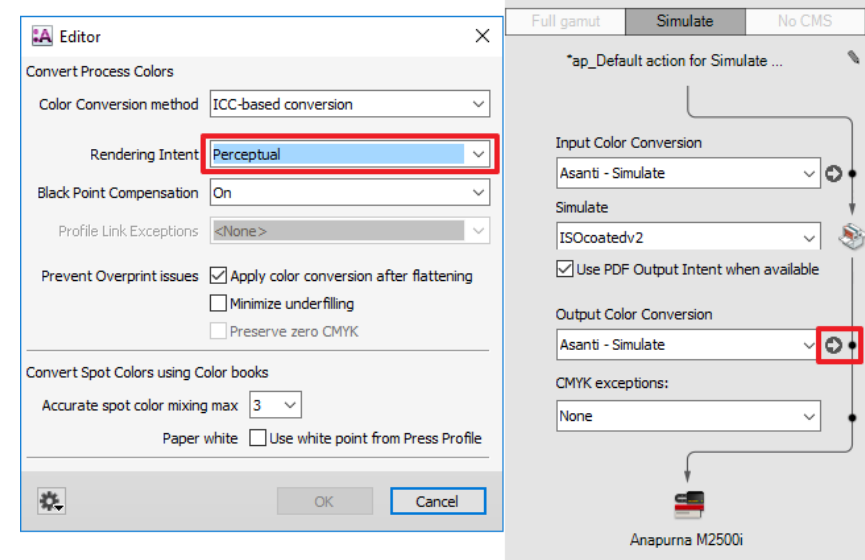 Editor
Convert Process Colors
Color Conversion method ICC-based conversion
Rendering Intent Perceptual
Black Point Compensation On
Profile Link Exceptions <None>
Prevent Overprint issues Apply color conversion after flattening
Minimize underfilling
Preserve zero CMYK
Convert Spot Colors using Color books
Accurate spot color mixing max 3
Paper white Use white point from Press Profile
OK Cancel
Full gamut Simulate No CMS
*ap_Default action for Simulate ...
Input Color Conversion
Asanti - Simulate
Simulate
ISOcoatedv2
Use PDF Output Intent when available
Output Color Conversion
Asanti - Simulate
CMYK exceptions:
None
Anapurna M2500i